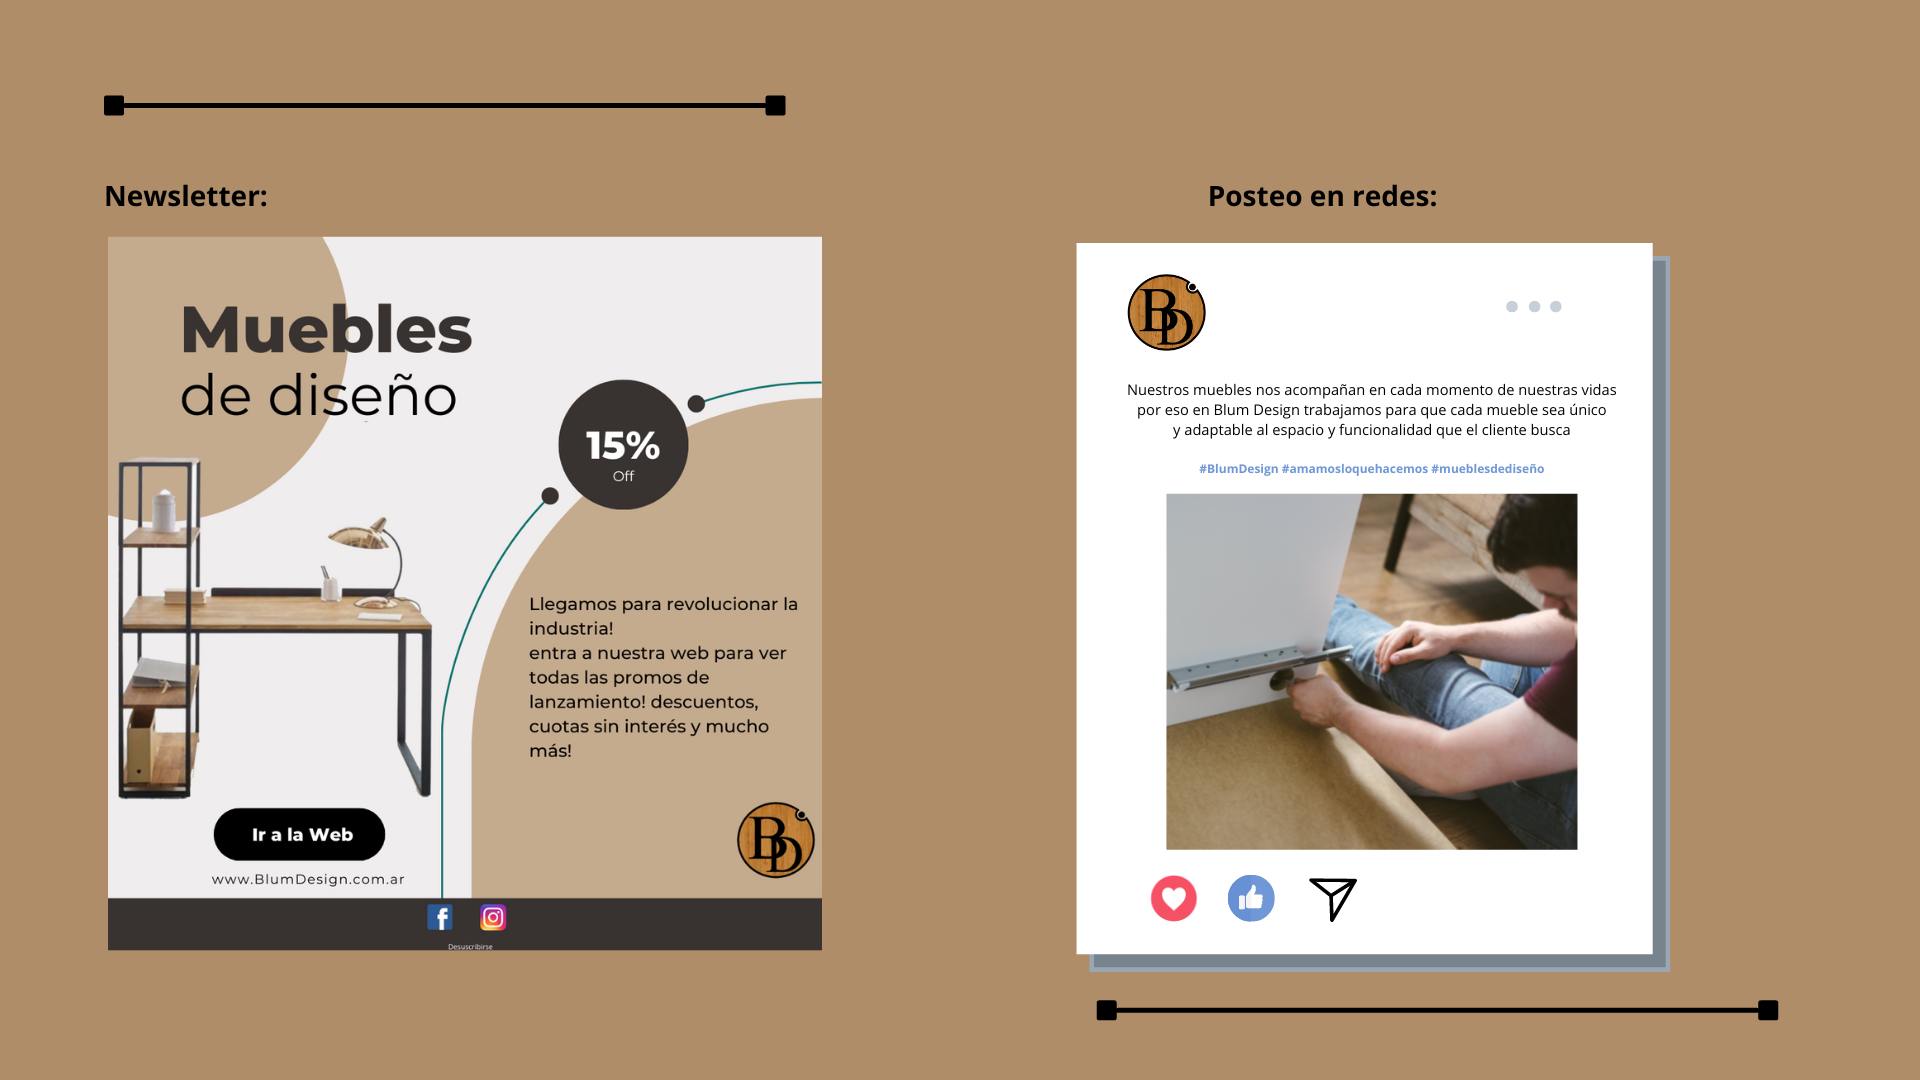 Newsletter:
Muebles
de diseño
15%
Off
Llegamos para revolucionar la
industria!
entra a nuestra web para ver
todas las promos de
lanzamiento! descuentos,
cuotas sin interés y mucho
más!
BD
Ir a la Web
www.BlumDesign.com.ar
Desuscribirse
Posteo en redes:
BD
Nuestros muebles nos acompañan en cada momento de nuestras vidas
por eso en Blum Design trabajamos para que cada mueble sea único
y adaptable al espacio y funcionalidad que el cliente busca
#BlumDesign #amamosloquehacemos #mueblesdediseño